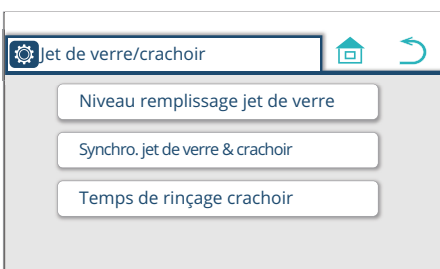 Jet de verre/crachoir
Niveau remplissage jet de verre
Synchro. jet de verre & crachoir
Temps de rinçage crachoir